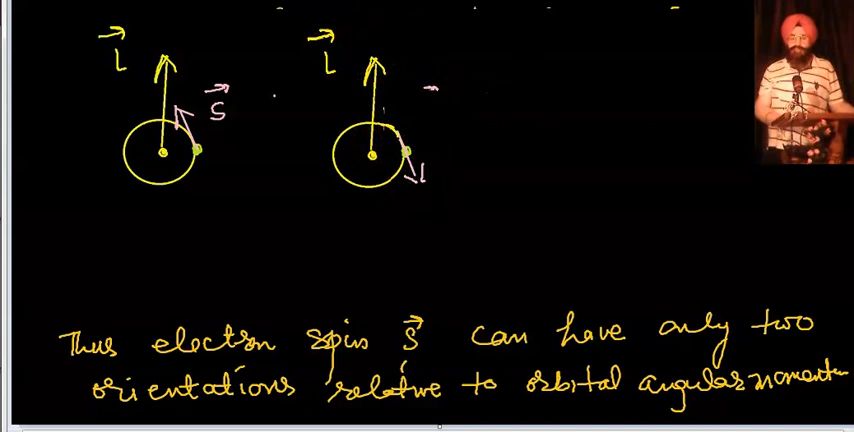 L L
S
Thus electron spin S can have only two
orientations relative to orbital angular momentum